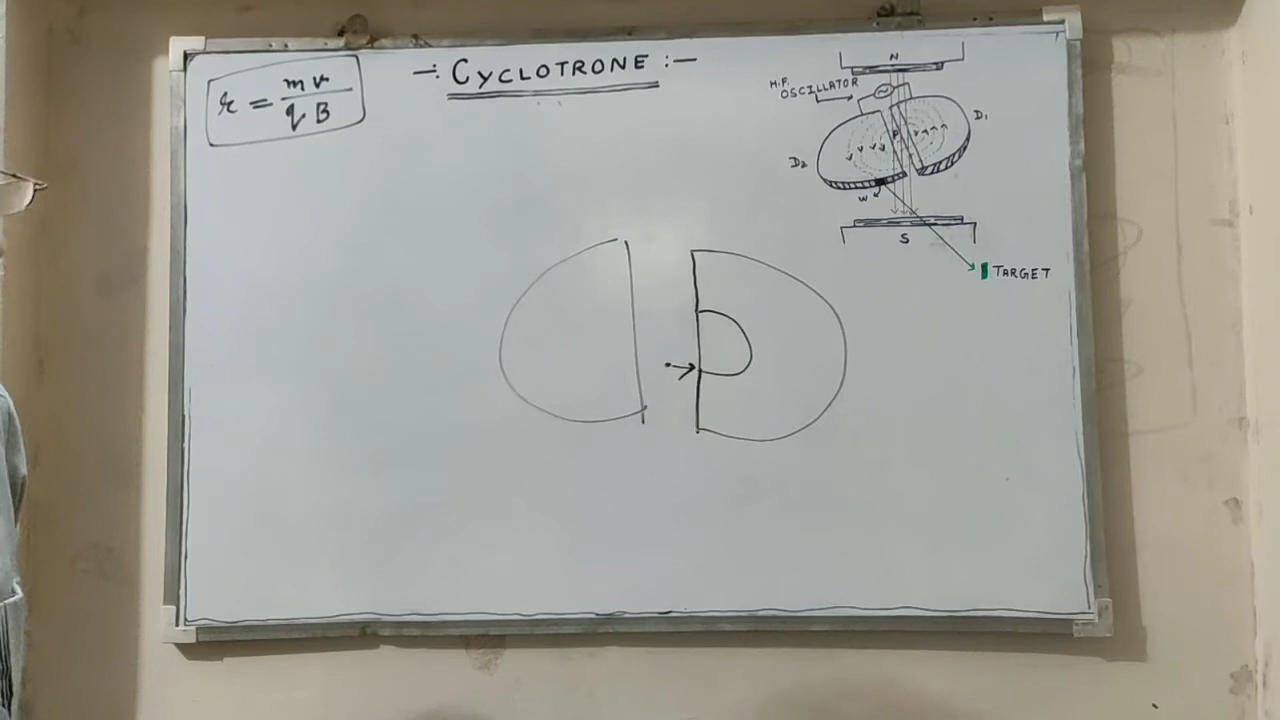 r = mv / qB
-: CYCLOTRONE :-
N
H.F.
OSCILLATOR
~
D1
P
D2
W
S
TARGET